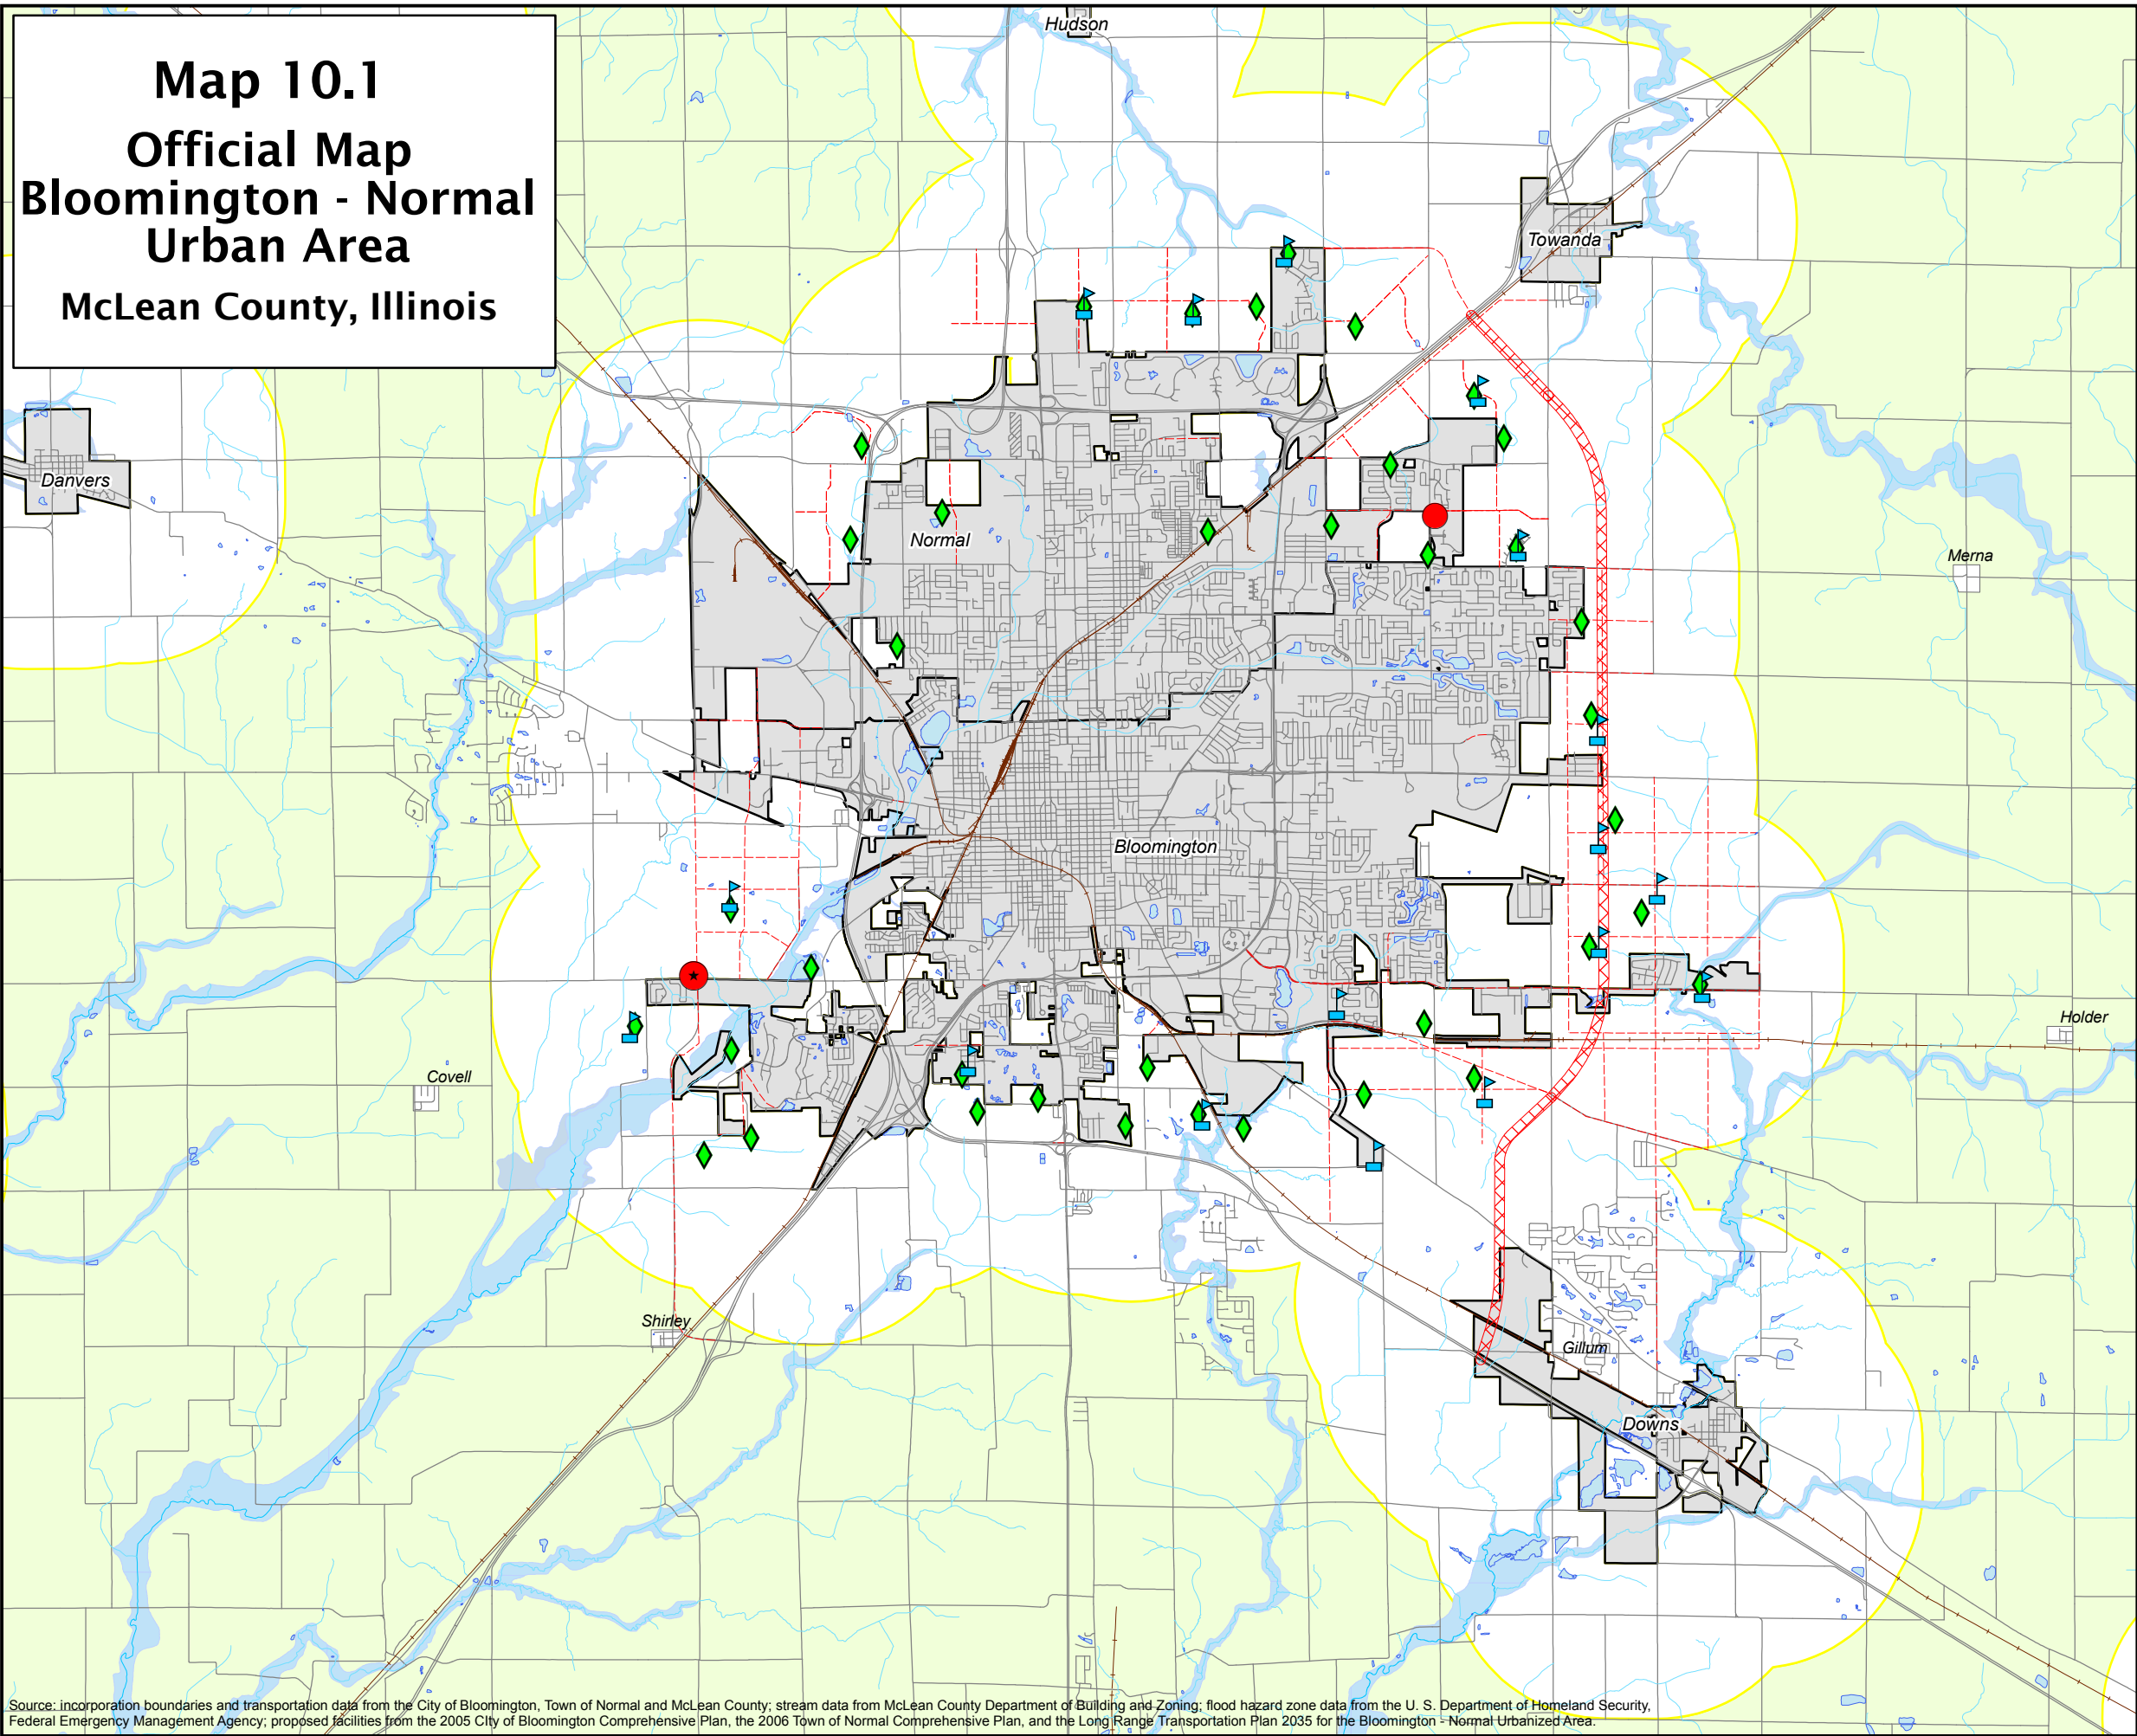 Map 10.1
Official Map
Bloomington - Normal
Urban Area
McLean County, Illinois
Hudson
Towanda
Danvers
Normal
Merna
Bloomington
Holder
Covell
Shirley
Gillum
Downs
Source: incorporation boundaries and transportation data from the City of Bloomington, Town of Normal and McLean County; stream data from McLean County Department of Building and Zoning; flood hazard zone data from the U. S. Department of Homeland Security,
Federal Emergency Management Agency; proposed facilities from the 2005 CIty of Bloomington Comprehensive Plan, the 2006 Town of Normal Comprehensive Plan, and the Long Range Transportation Plan 2035 for the Bloomington - Normal Urbanized Area.